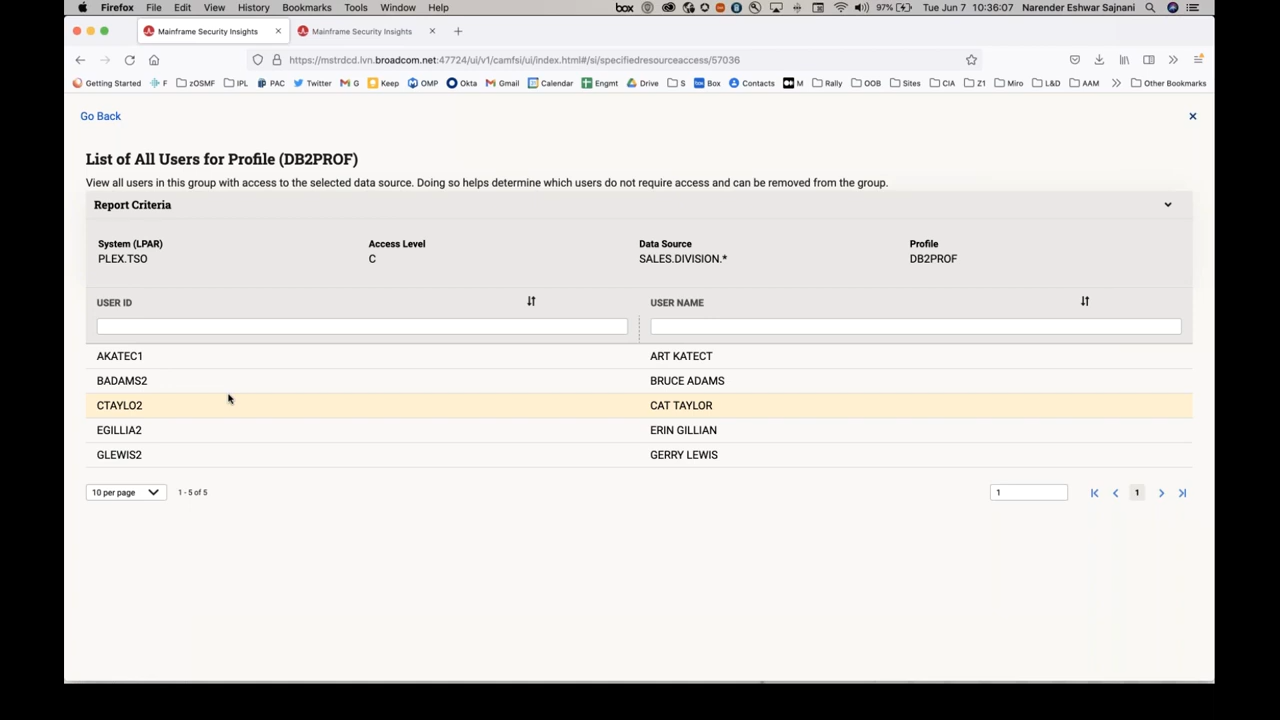 Firefox File Edit View History Bookmarks Tools Window Help box 97% Tue Jun 7 10:36:07 Narender Eshwar Sajnani
Mainframe Security Insights Mainframe Security Insights
https://mstrdcd.lvn.broadcom.net:47724/ui/v1/camfsi/ui/index.html#/si/specifiedresourceaccess/57036
Getting Started F zOSMF IPL PAC Twitter G Keep OMP Okta Gmail Calendar Engmt Drive S Box Contacts M Rally OOB Sites CIA Z1 Miro L&D AAM Other Bookmarks
Go Back
List of All Users for Profile (DB2PROF)
View all users in this group with access to the selected data source. Doing so helps determine which users do not require access and can be removed from the group.
Report Criteria
System (LPAR) Access Level Data Source Profile
PLEX.TSO C SALES.DIVISION.* DB2PROF
USER ID USER NAME
AKATEC1 ART KATECT
BADAMS2 BRUCE ADAMS
CTAYLO2 CAT TAYLOR
EGILLIA2 ERIN GILLIAN
GLEWIS2 GERRY LEWIS
10 per page 1 - 5 of 5 1 1